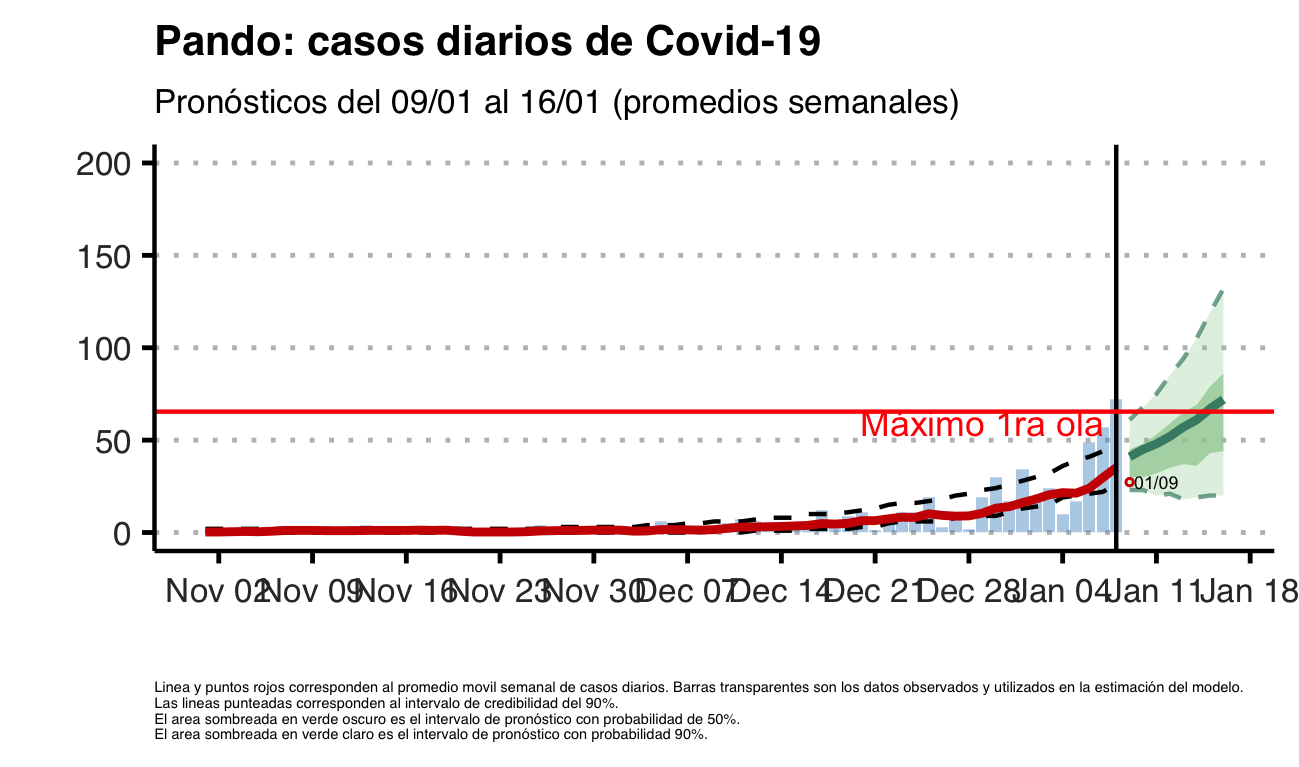 Pando: casos diarios de Covid-19
Pronósticos del 09/01 al 16/01 (promedios semanales)
200
150
100
50
0
Máximo 1ra ola
01/09
Nov 02 Nov 09 Nov 16 Nov 23 Nov 30 Dec 07 Dec 14 Dec 21 Dec 28 Jan 04 Jan 11 Jan 18
Linea y puntos rojos corresponden al promedio movil semanal de casos diarios. Barras transparentes son los datos observados y utilizados en la estimación del modelo.
Las lineas punteadas corresponden al intervalo de credibilidad del 90%.
El area sombreada en verde oscuro es el intervalo de pronóstico con probabilidad de 50%.
El area sombreada en verde claro es el intervalo de pronóstico con probabilidad 90%.